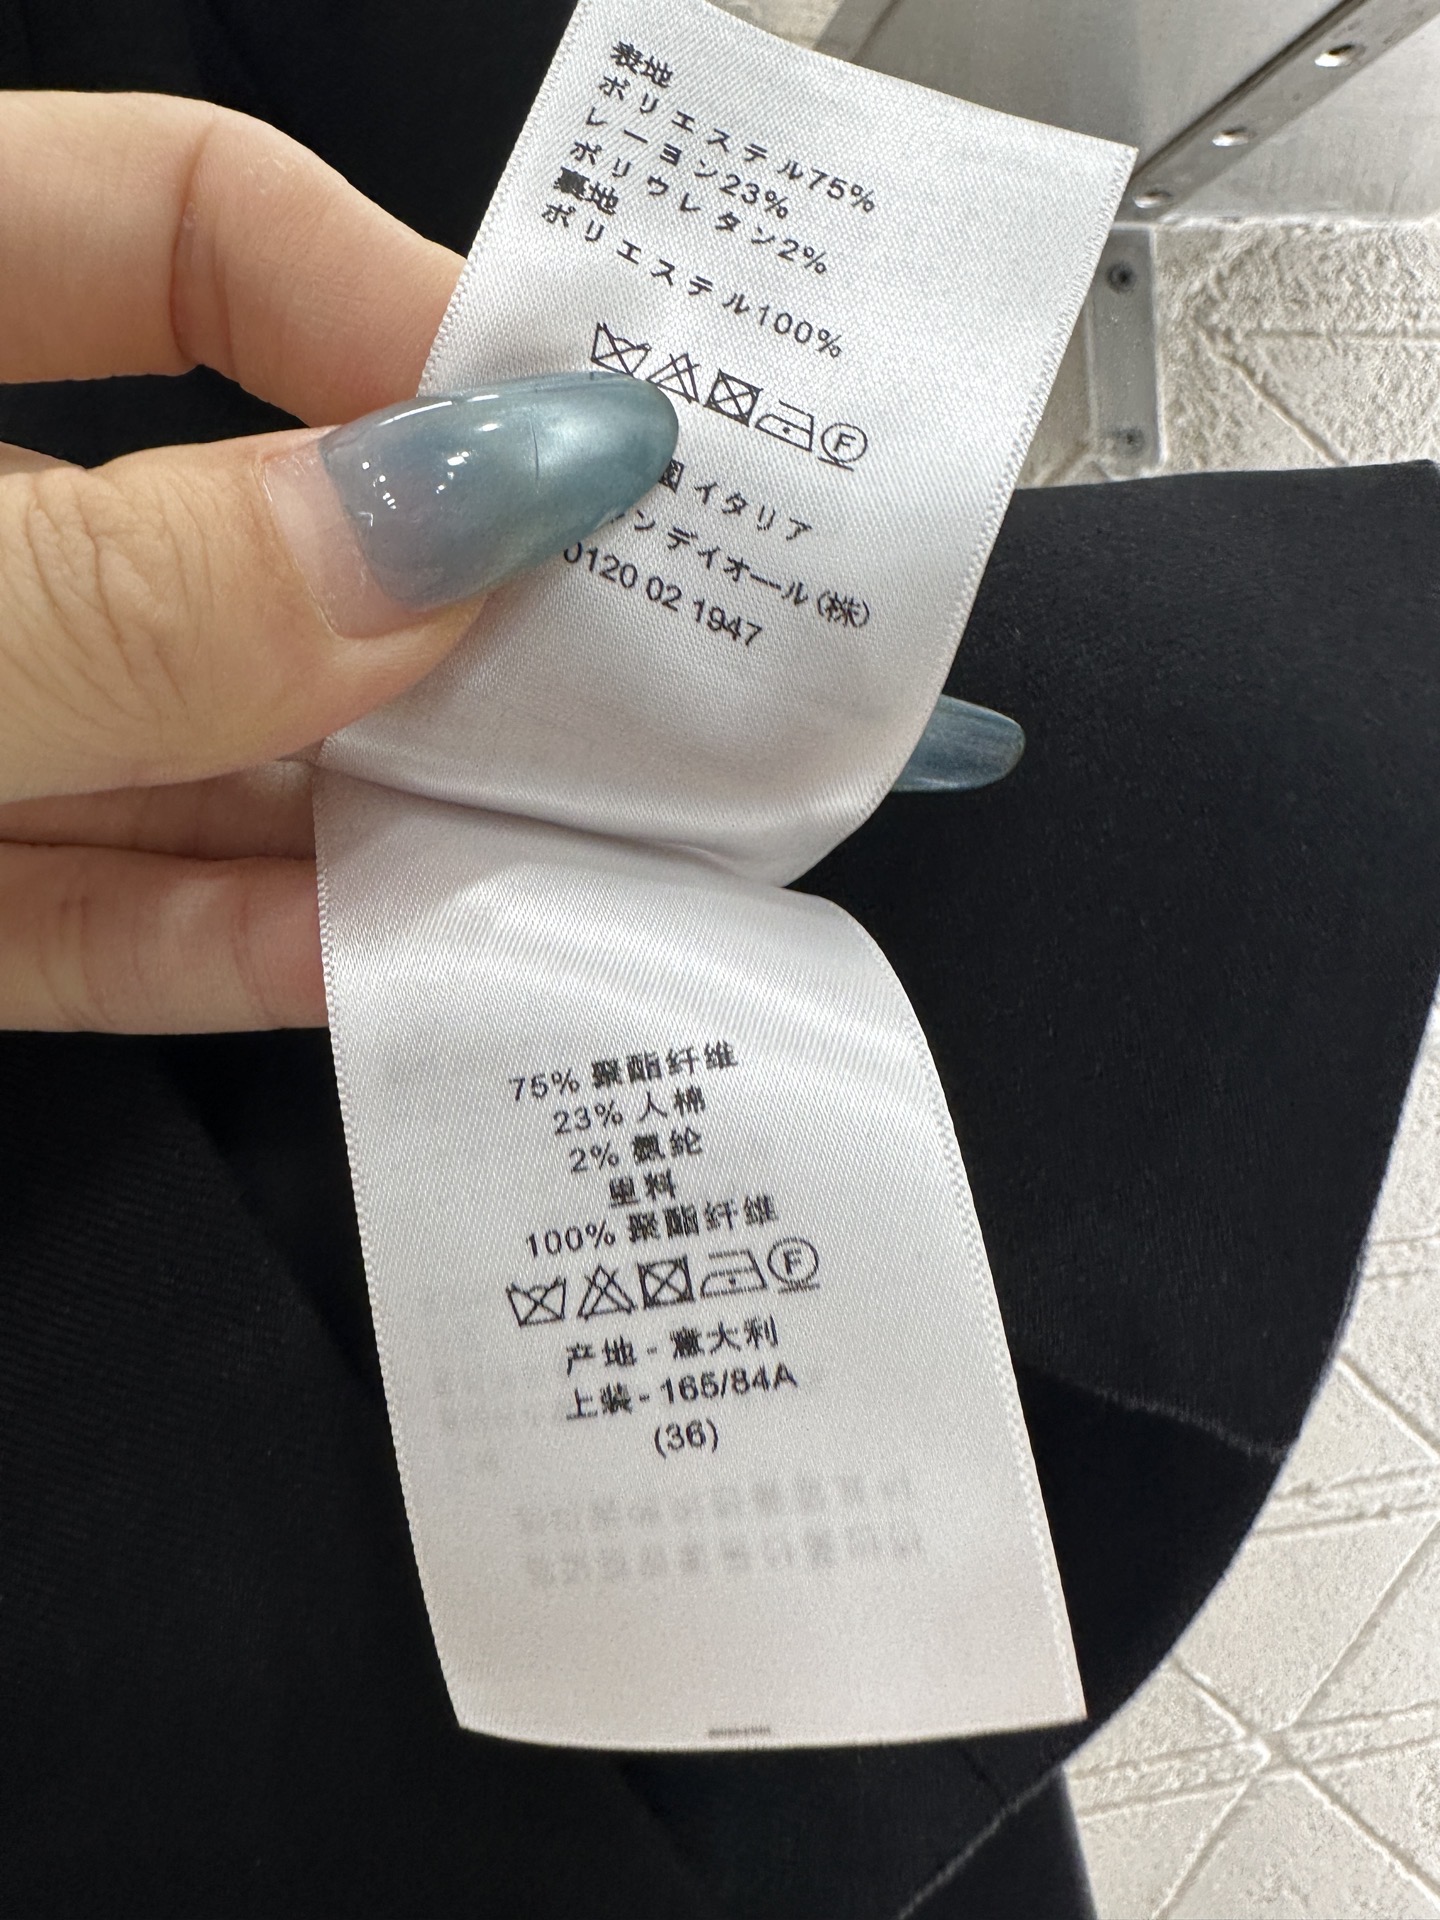 表地
ポリエステル75%
レーヨン23%
ポリウレタン2%
裏地
ポリエステル100%
F
イタリア
ン ディオール(株)
0120 02 1947
75% 聚酯纤维
23% 人棉
2% 氨纶
里料
100% 聚酯纤维
F
产地 - 意大利
上装 - 165/84A
(36)